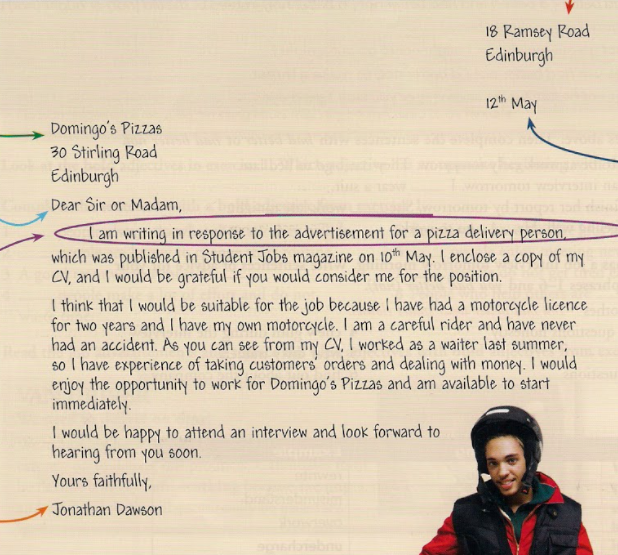 18 Ramsey Road
Edinburgh
12th May
Domingo's Pizzas
30 Stirling Road
Edinburgh
Dear Sir or Madam,
I am writing in response to the advertisement for a pizza delivery person,
which was published in Student Jobs magazine on 10th May. I enclose a copy of my
CV, and I would be grateful if you would consider me for the position.
I think that I would be suitable for the job because I have had a motorcycle licence
for two years and I have my own motorcycle. I am a careful rider and have never
had an accident. As you can see from my CV, I worked as a waiter last summer,
so I have experience of taking customers' orders and dealing with money. I would
enjoy the opportunity to work for Domingo's Pizzas and am available to start
immediately.
I would be happy to attend an interview and look forward to
hearing from you soon.
Yours faithfully,
Jonathan Dawson